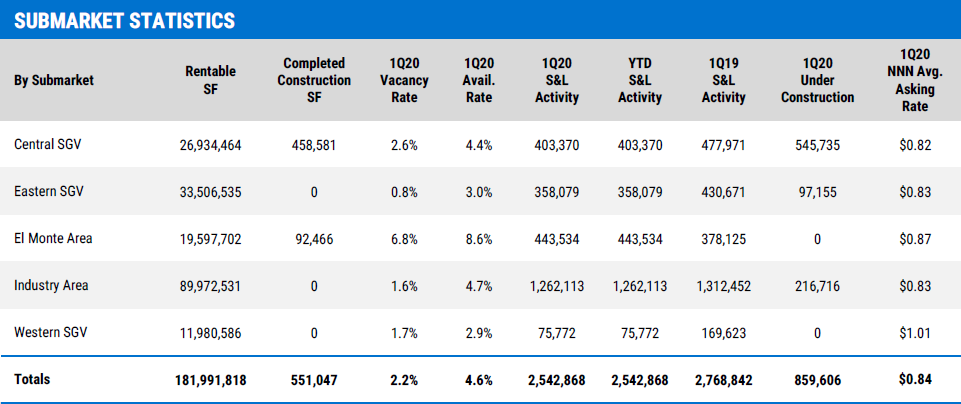 SUBMARKET STATISTICS
By Submarket Rentable SF Completed Construction SF 1Q20 Vacancy Rate 1Q20 Avail. Rate 1Q20 S&L Activity YTD S&L Activity 1Q19 S&L Activity 1Q20 Under Construction 1Q20 NNN Avg. Asking Rate
Central SGV 26,934,464 458,581 2.6% 4.4% 403,370 403,370 477,971 545,735 $0.82
Eastern SGV 33,506,535 0 0.8% 3.0% 358,079 358,079 430,671 97,155 $0.83
El Monte Area 19,597,702 92,466 6.8% 8.6% 443,534 443,534 378,125 0 $0.87
Industry Area 89,972,531 0 1.6% 4.7% 1,262,113 1,262,113 1,312,452 216,716 $0.83
Western SGV 11,980,586 0 1.7% 2.9% 75,772 75,772 169,623 0 $1.01
Totals 181,991,818 551,047 2.2% 4.6% 2,542,868 2,542,868 2,768,842 859,606 $0.84